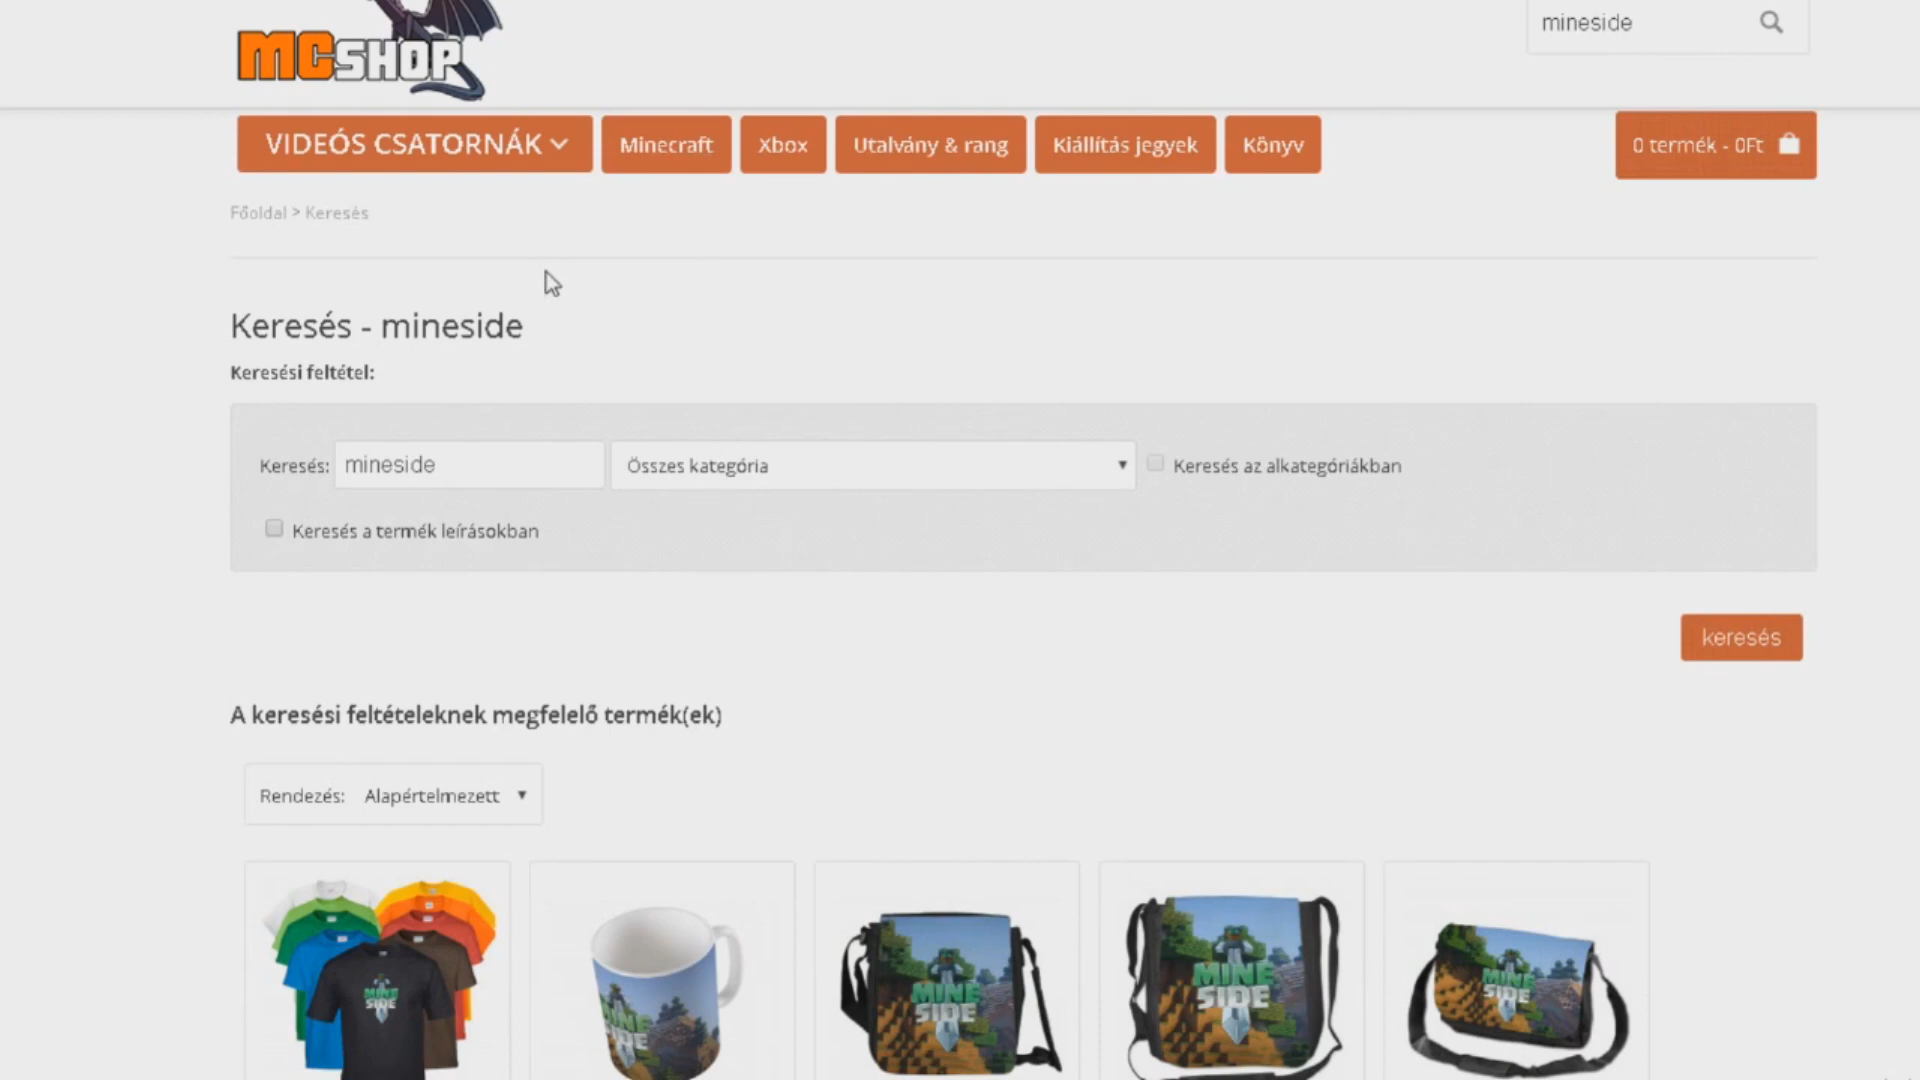 MCSHOP
mineside
VIDEÓS CSATORNÁK
Minecraft
Xbox
Utalvány & rang
Kiállítás jegyek
Könyv
0 termék - 0Ft
Főoldal > Keresés
Keresés - mineside
Keresési feltétel:
Keresés: mineside
Összes kategória
Keresés az alkategóriákban
Keresés a termék leírásokban
keresés
A keresési feltételeknek megfelelő termék(ek)
Rendezés: Alapértelmezett
MINE
SIDE
MINE
SIDE
MINE
SIDE
MINE
SIDE